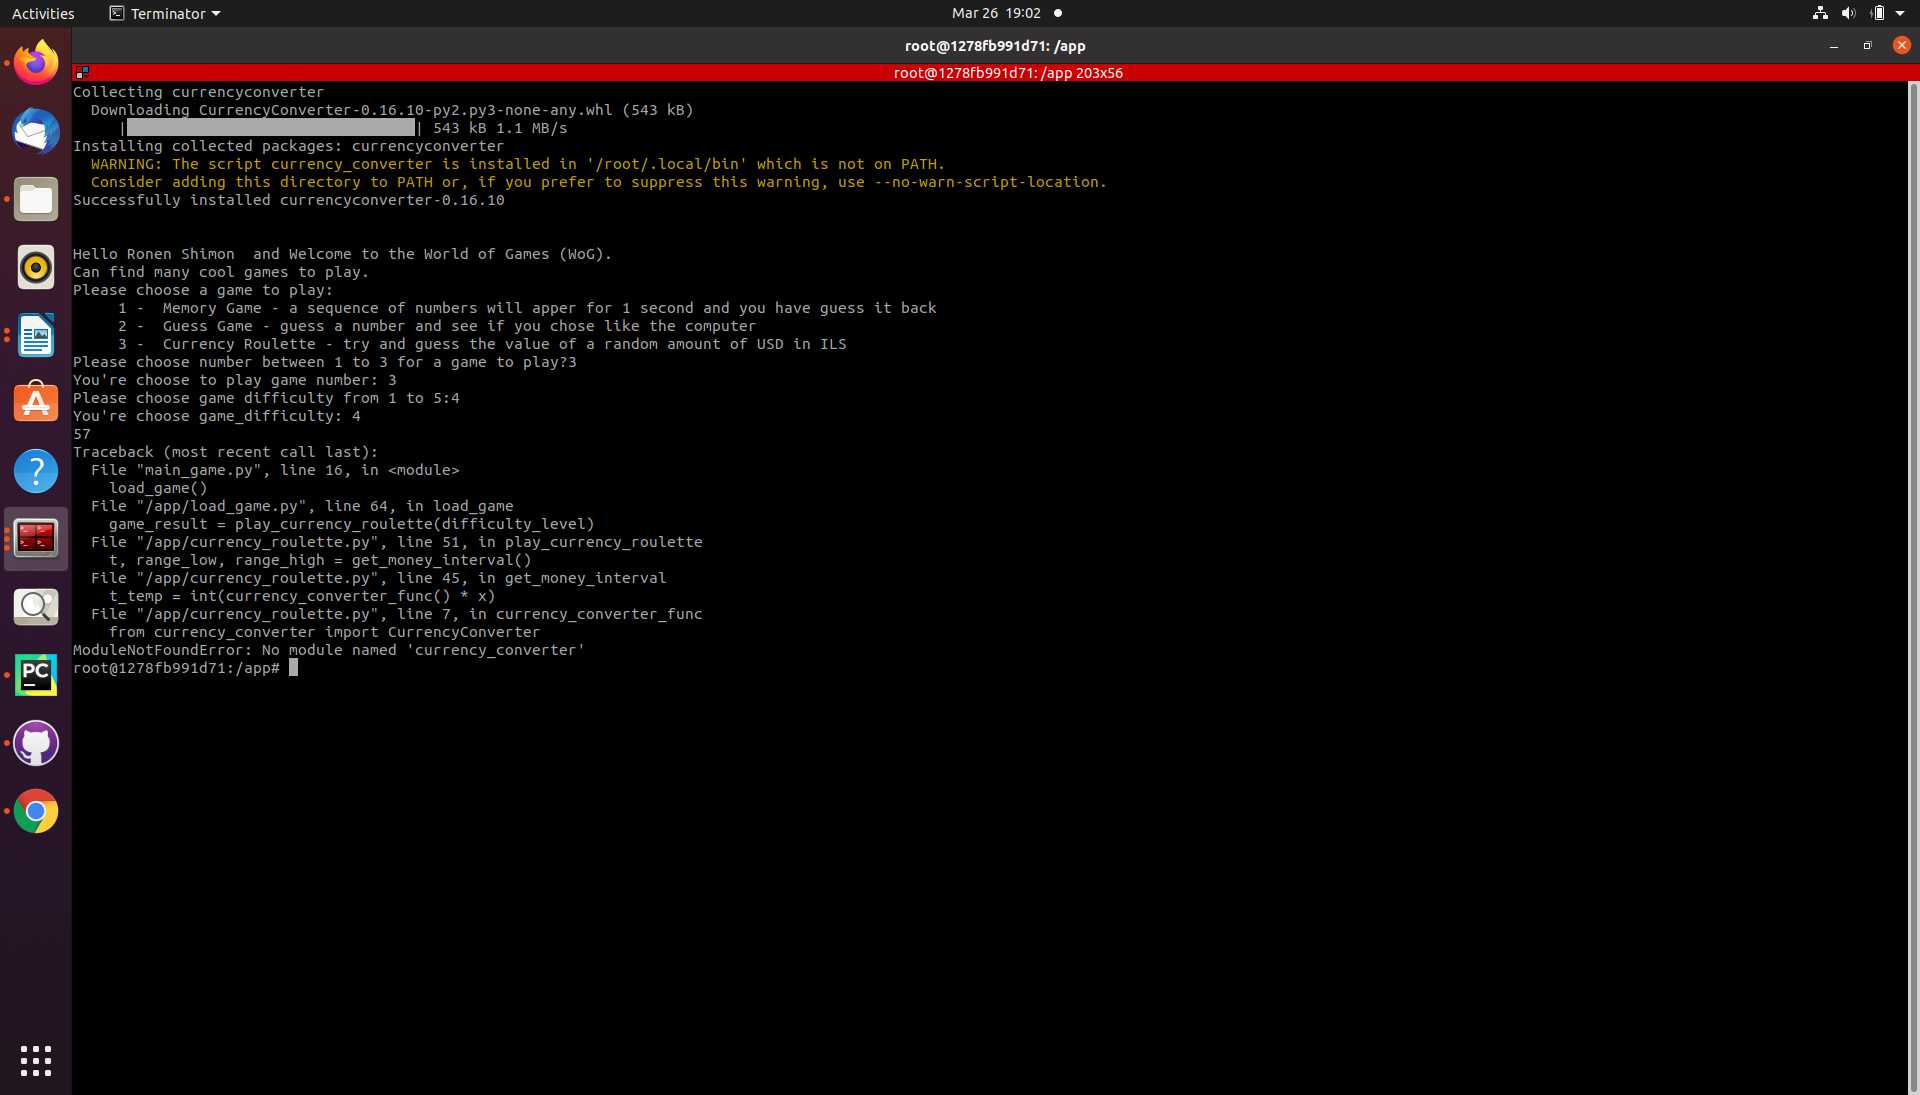 Activities
Terminator
Mar 26 19:02
root@1278fb991d71: /app
root@1278fb991d71: /app 203x56
Collecting currencyconverter
  Downloading CurrencyConverter-0.16.10-py2.py3-none-any.whl (543 kB)
     |                                | 543 kB 1.1 MB/s
Installing collected packages: currencyconverter
  WARNING: The script currency_converter is installed in '/root/.local/bin' which is not on PATH.
  Consider adding this directory to PATH or, if you prefer to suppress this warning, use --no-warn-script-location.
Successfully installed currencyconverter-0.16.10
Hello Ronen Shimon  and Welcome to the World of Games (WoG).
Can find many cool games to play.
Please choose a game to play:
     1 -  Memory Game - a sequence of numbers will apper for 1 second and you have guess it back
     2 -  Guess Game - guess a number and see if you chose like the computer
     3 -  Currency Roulette - try and guess the value of a random amount of USD in ILS
Please choose number between 1 to 3 for a game to play?3
You're choose to play game number: 3
Please choose game difficulty from 1 to 5:4
You're choose game_difficulty: 4
57
Traceback (most recent call last):
  File "main_game.py", line 16, in <module>
    load_game()
  File "/app/load_game.py", line 64, in load_game
    game_result = play_currency_roulette(difficulty_level)
  File "/app/currency_roulette.py", line 51, in play_currency_roulette
    t, range_low, range_high = get_money_interval()
  File "/app/currency_roulette.py", line 45, in get_money_interval
    t_temp = int(currency_converter_func() * x)
  File "/app/currency_roulette.py", line 7, in currency_converter_func
    from currency_converter import CurrencyConverter
ModuleNotFoundError: No module named 'currency_converter'
root@1278fb991d71:/app#
PC